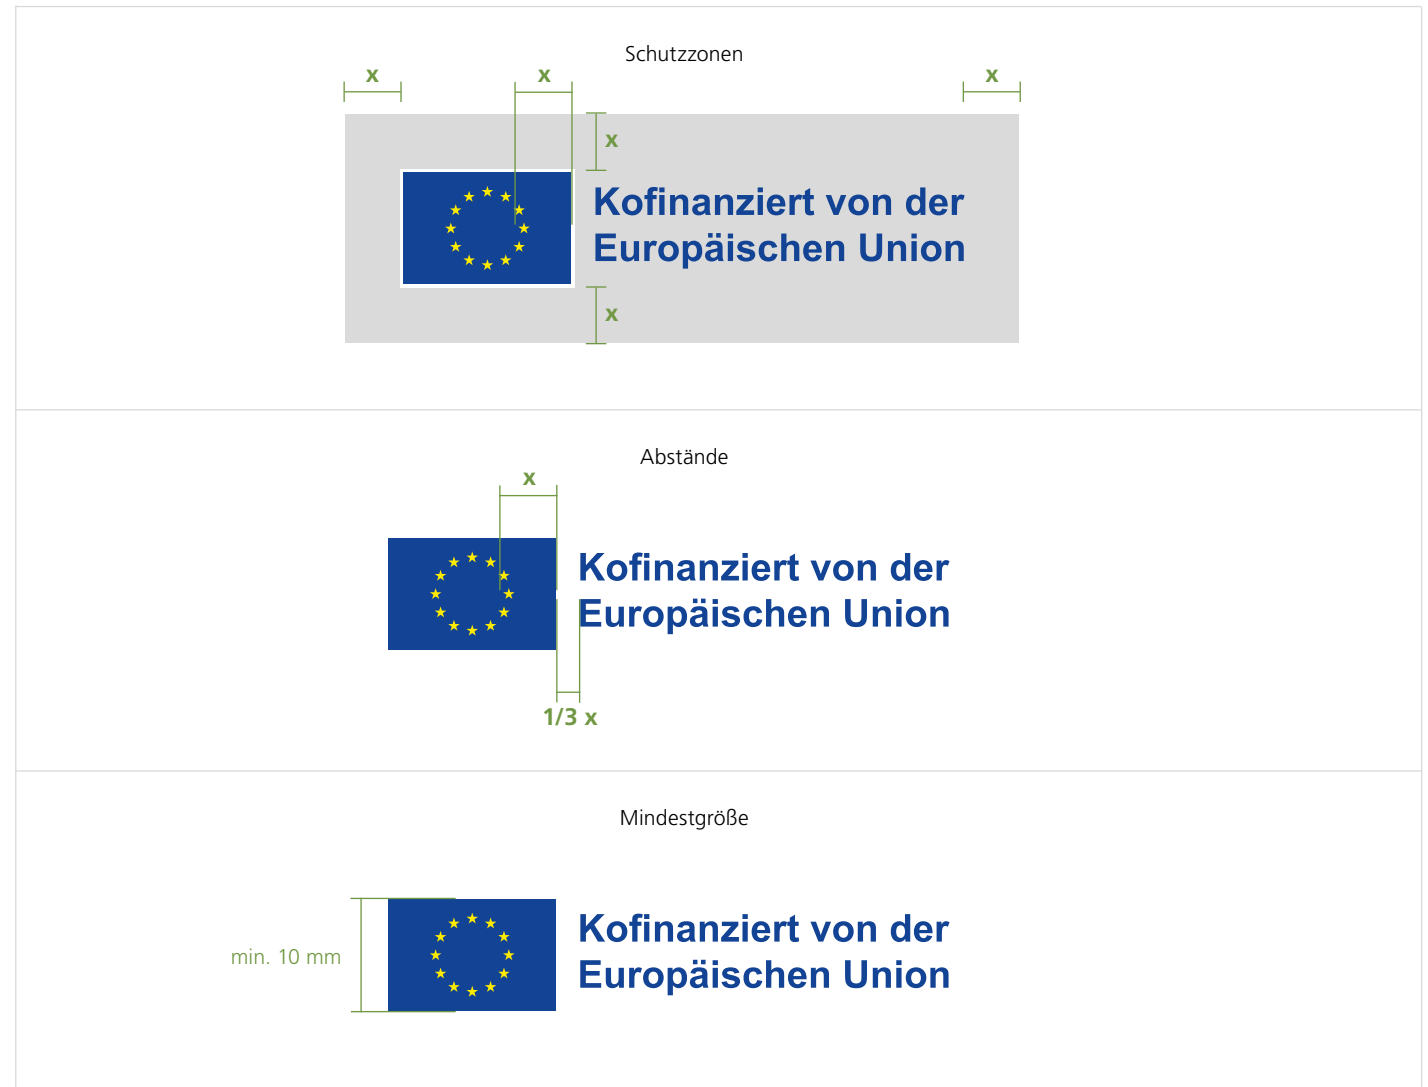 Schutzzonen
x x x
x
Kofinanziert von der
Europäischen Union
x
Abstände
x
Kofinanziert von der
Europäischen Union
1/3 x
Mindestgröße
min. 10 mm
Kofinanziert von der
Europäischen Union